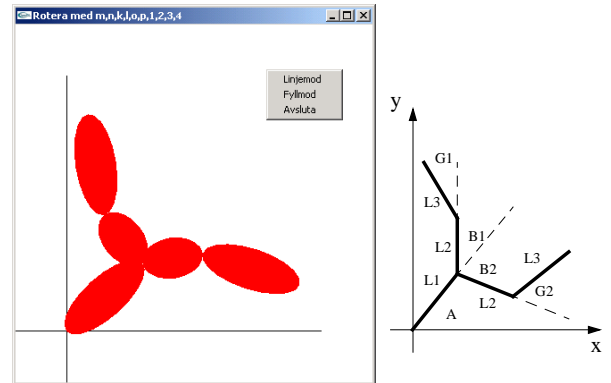 Rotera med m,n,k,l,o,p,1,2,3,4
Linjemod
Fyllmod
Avsluta
y
G1
L3
B1
L2
L3
B2
L1
G2
L2
A
x